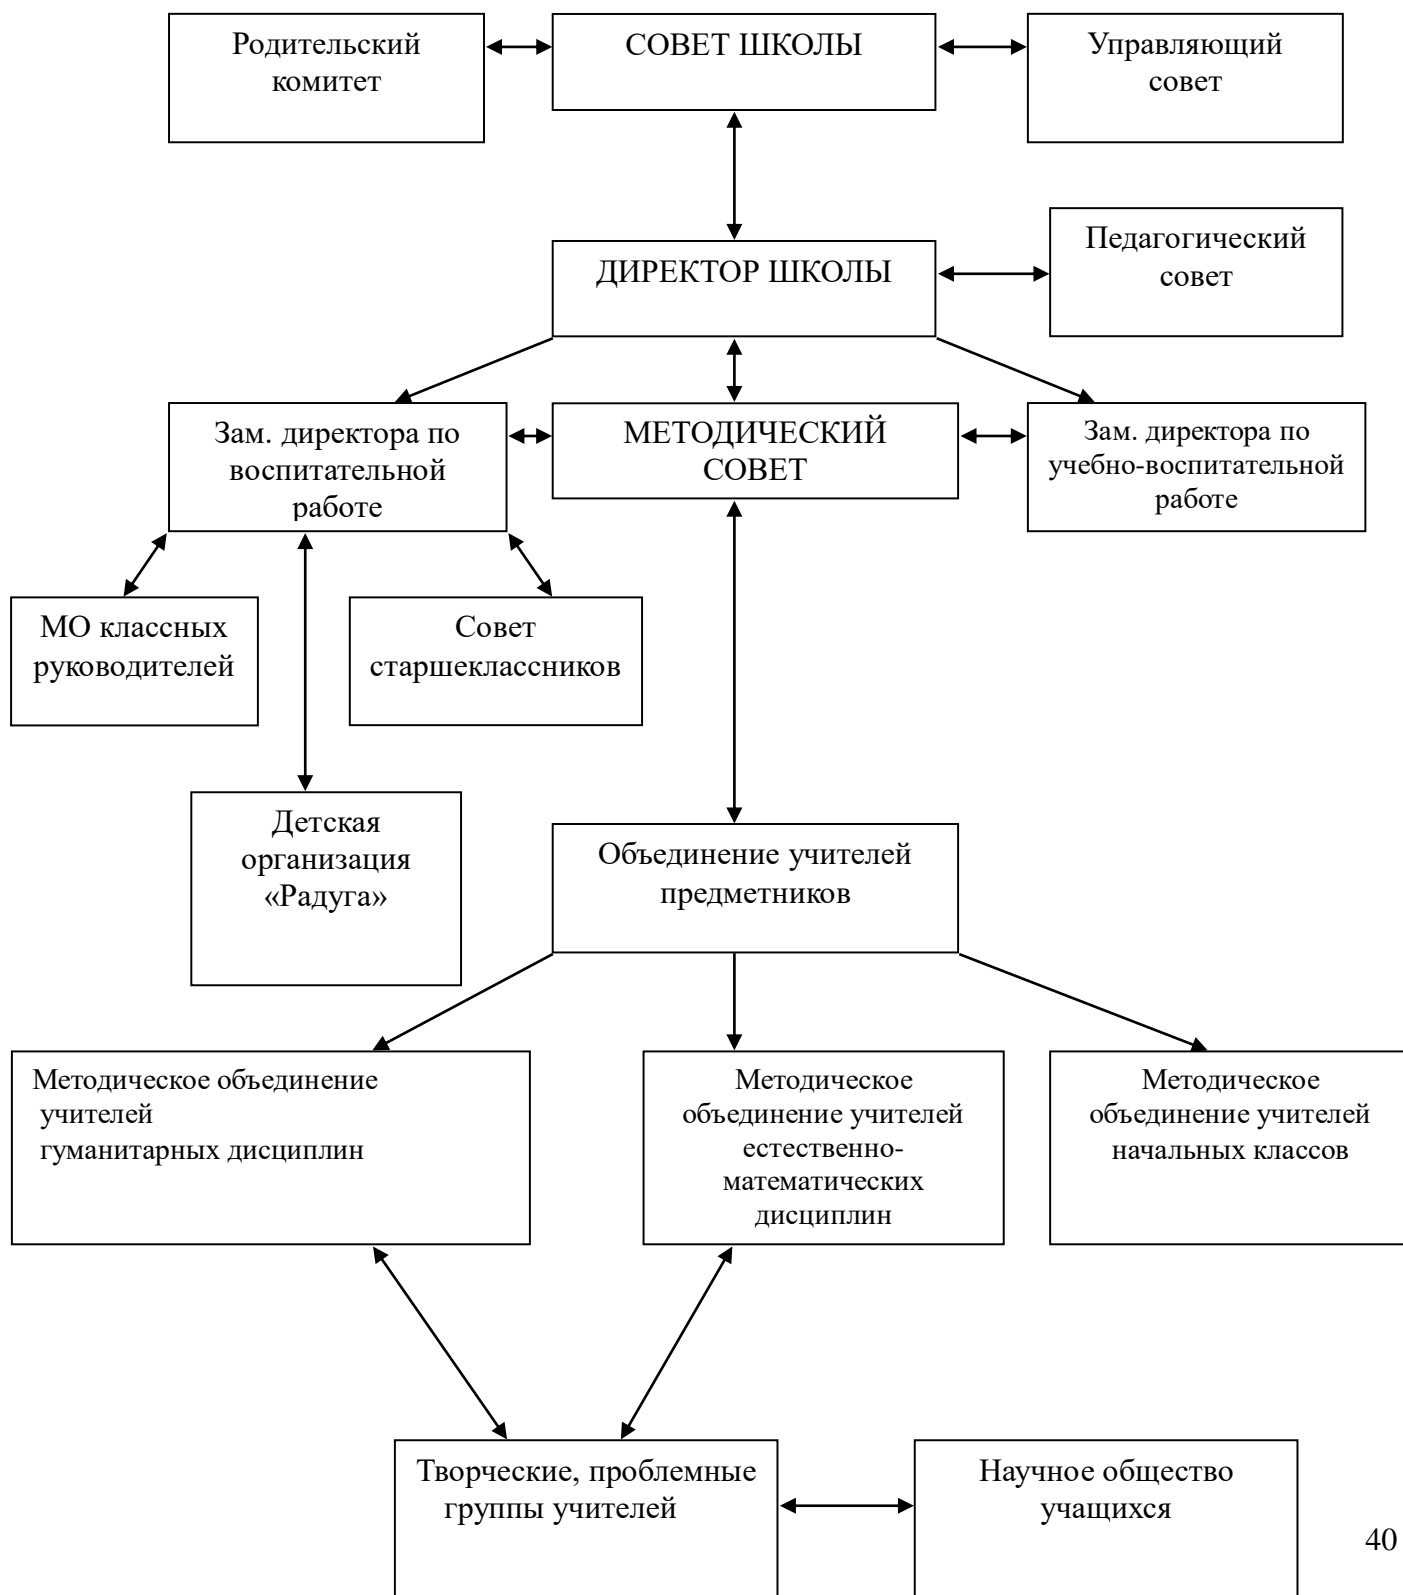 Родительский
комитет
СОВЕТ ШКОЛЫ
Управляющий
совет
ДИРЕКТОР ШКОЛЫ
Педагогический
совет
Зам. директора по
воспитательной
работе
МЕТОДИЧЕСКИЙ
СОВЕТ
Зам. директора по
учебно-воспитательной
работе
МО классных
руководителей
Совет
старшеклассников
Детская
организация
«Радуга»
Объединение учителей
предметников
Методическое объединение
учителей
гуманитарных дисциплин
Методическое
объединение учителей
естественно-
математических
дисциплин
Методическое
объединение учителей
начальных классов
Творческие, проблемные
группы учителей
Научное общество
учащихся
40